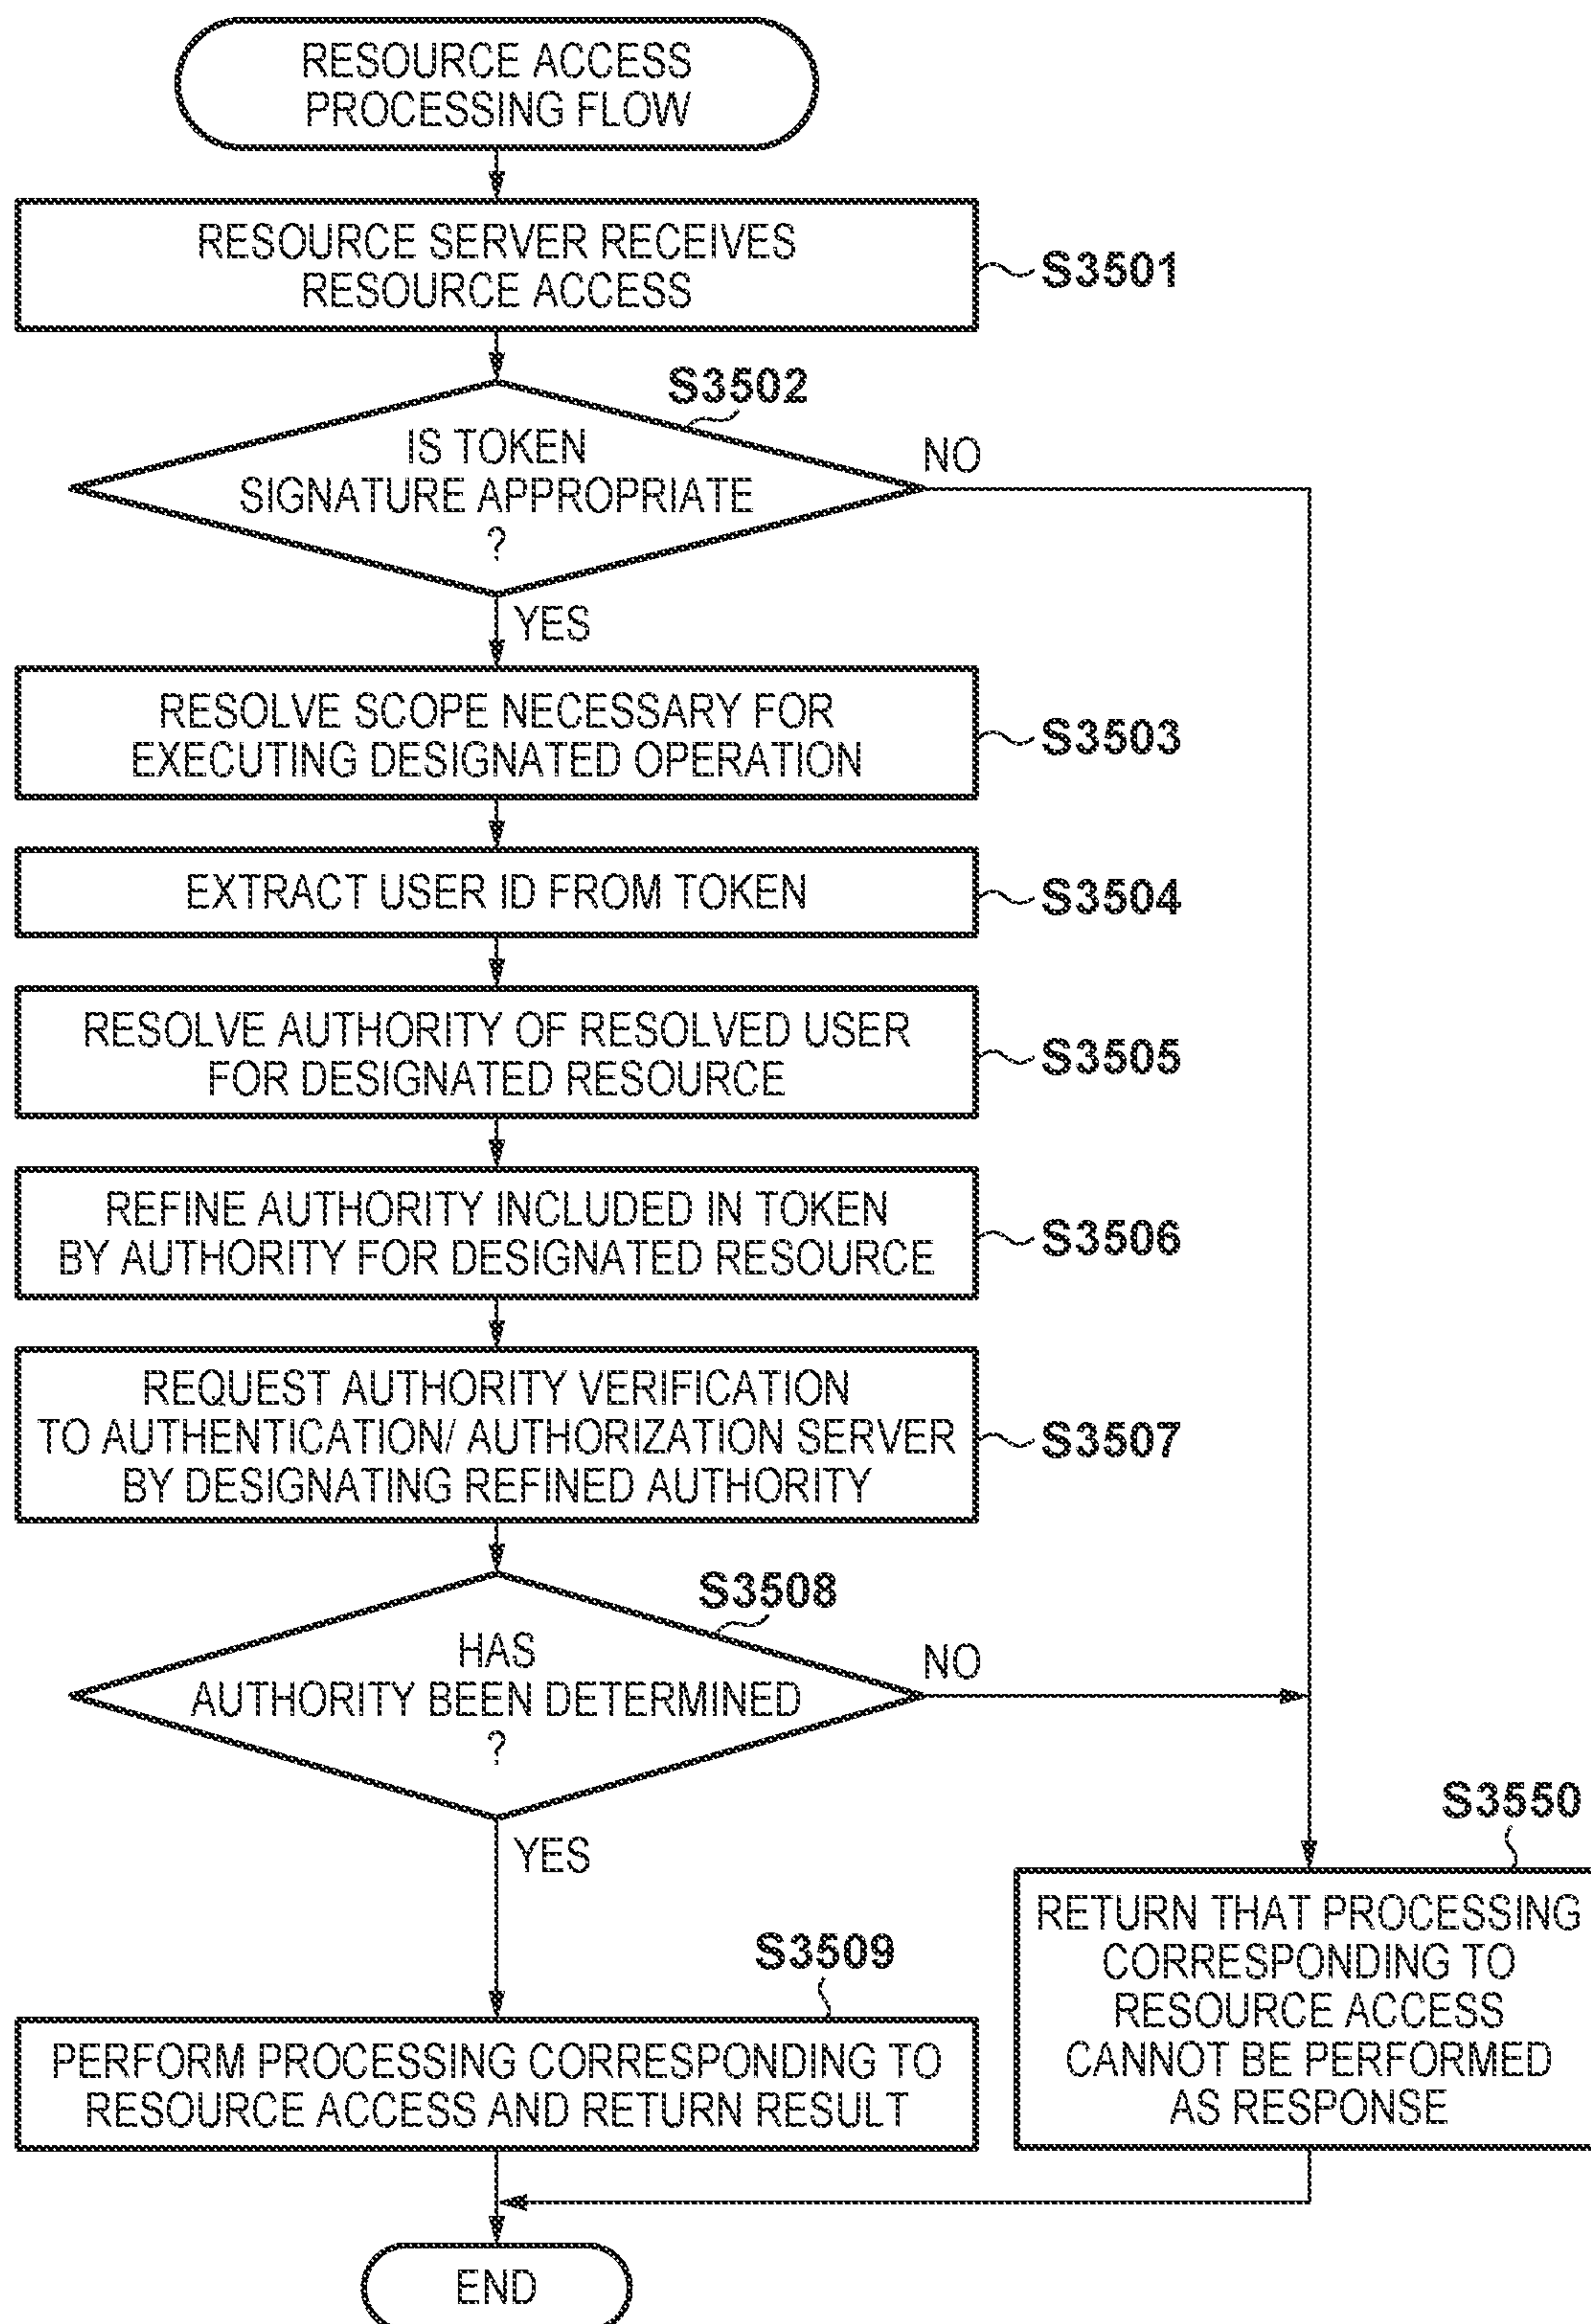 RESOURCE ACCESS
PROCESSING FLOW
RESOURCE SERVER RECEIVES
RESOURCE ACCESS
S3501
S3502
IS TOKEN
SIGNATURE APPROPRIATE
?
NO
YES
RESOLVE SCOPE NECESSARY FOR
EXECUTING DESIGNATED OPERATION
S3503
EXTRACT USER ID FROM TOKEN
S3504
RESOLVE AUTHORITY OF RESOLVED USER
FOR DESIGNATED RESOURCE
S3505
REFINE AUTHORITY INCLUDED IN TOKEN
BY AUTHORITY FOR DESIGNATED RESOURCE
S3506
REQUEST AUTHORITY VERIFICATION
TO AUTHENTICATION/ AUTHORIZATION SERVER
BY DESIGNATING REFINED AUTHORITY
S3507
S3508
HAS
AUTHORITY BEEN DETERMINED
?
NO
YES
S3550
RETURN THAT PROCESSING
CORRESPONDING TO
RESOURCE ACCESS
CANNOT BE PERFORMED
AS RESPONSE
S3509
PERFORM PROCESSING CORRESPONDING TO
RESOURCE ACCESS AND RETURN RESULT
END